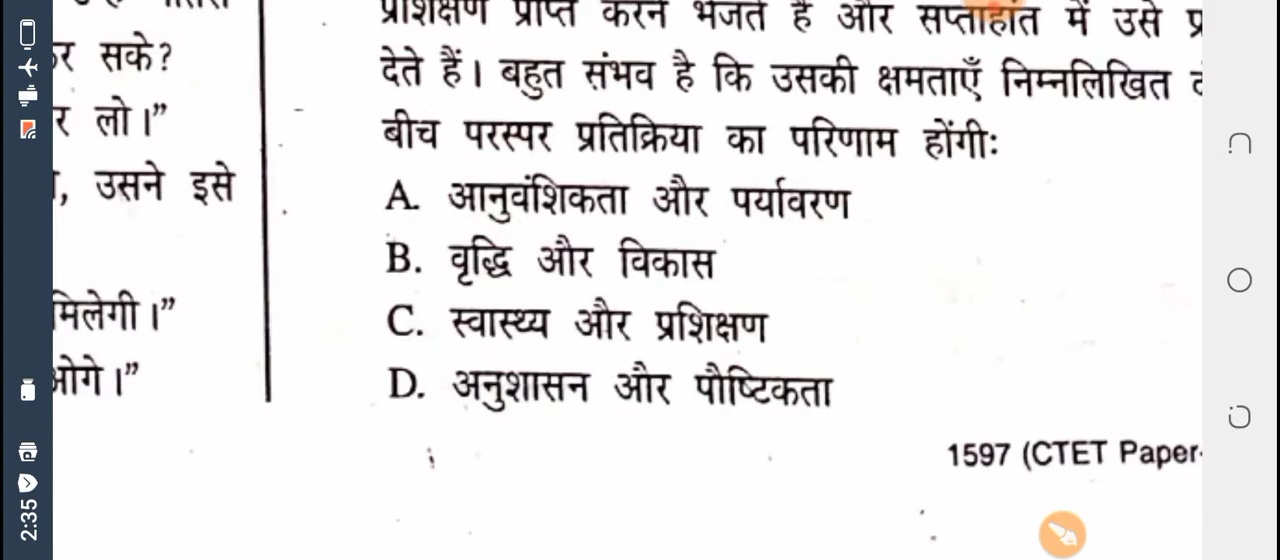 र सके?
र लो।”
, उसने इसे
मिलेगी।”
ओगे।”
प्रशिक्षण प्राप्त करने भेजते हैं और सप्ताहांत में उसे
देते हैं। बहुत संभव है कि उसकी क्षमताएँ निम्नलिखित
बीच परस्पर प्रतिक्रिया का परिणाम होंगीः
A. आनुवंशिकता और पर्यावरण
B. वृद्धि और विकास
C. स्वास्थ्य और प्रशिक्षण
D. अनुशासन और पौष्टिकता
1597 (CTET Paper-
2:35